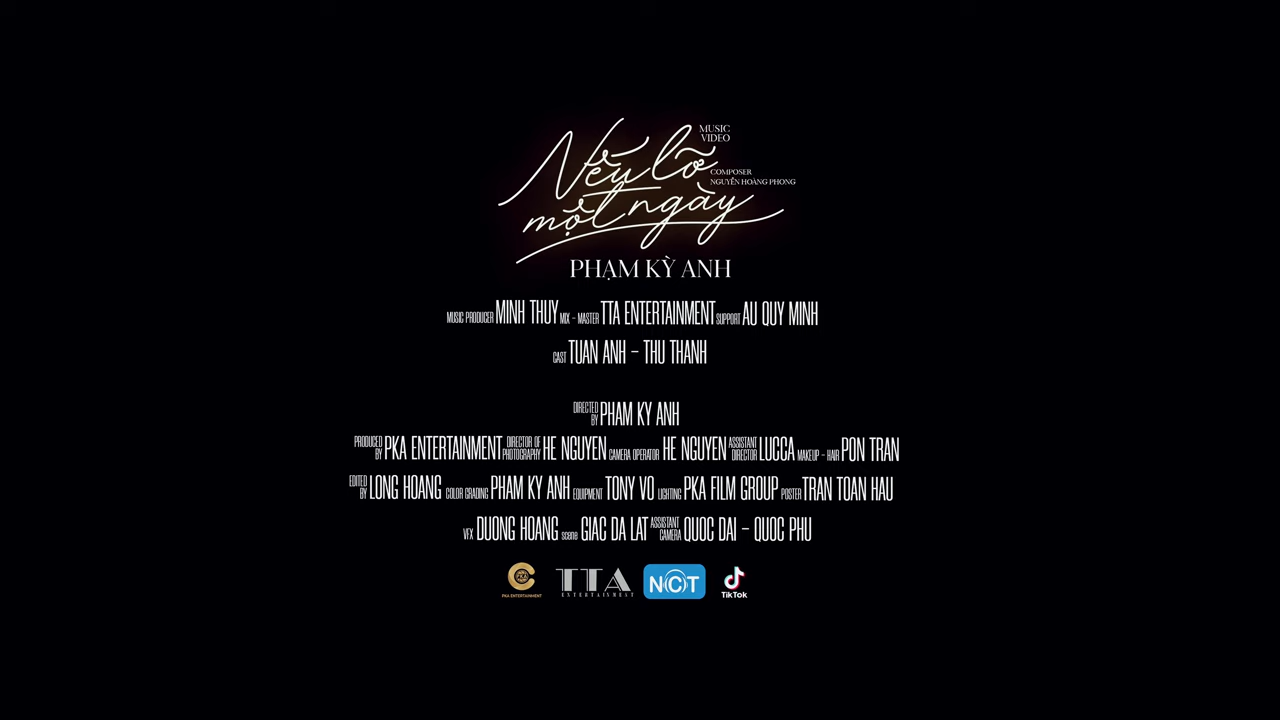 Nếu lỡ
MUSIC
VIDEO
một ngày
COMPOSER
NGUYỄN HOÀNG PHONG
PHẠM KỲ ANH
MUSIC PRODUCER MINH THUY MIX - MASTER TTA ENTERTAINMENT SUPPORT AU QUY MINH
CAST TUAN ANH - THU THANH
DIRECTED BY PHAM KY ANH
PRODUCED BY PKA ENTERTAINMENT DIRECTOR OF PHOTOGRAPHY HE NGUYEN CAMERA OPERATOR HE NGUYEN ASSISTANT DIRECTOR LUCCA MAKEUP - HAIR PON TRAN
EDITED BY LONG HOANG COLOR GRADING PHAM KY ANH EQUIPMENT TONY VO LIGHTING PKA FILM GROUP POSTER TRAN TOAN HAU
VFX DUONG HOANG scene GIAC DA LAT ASSISTANT CAMERA QUOC DAI - QUOC PHU
PKA
PKA ENTERTAINMENT
TTA
ENTERTAINMENT
NCT
TikTok